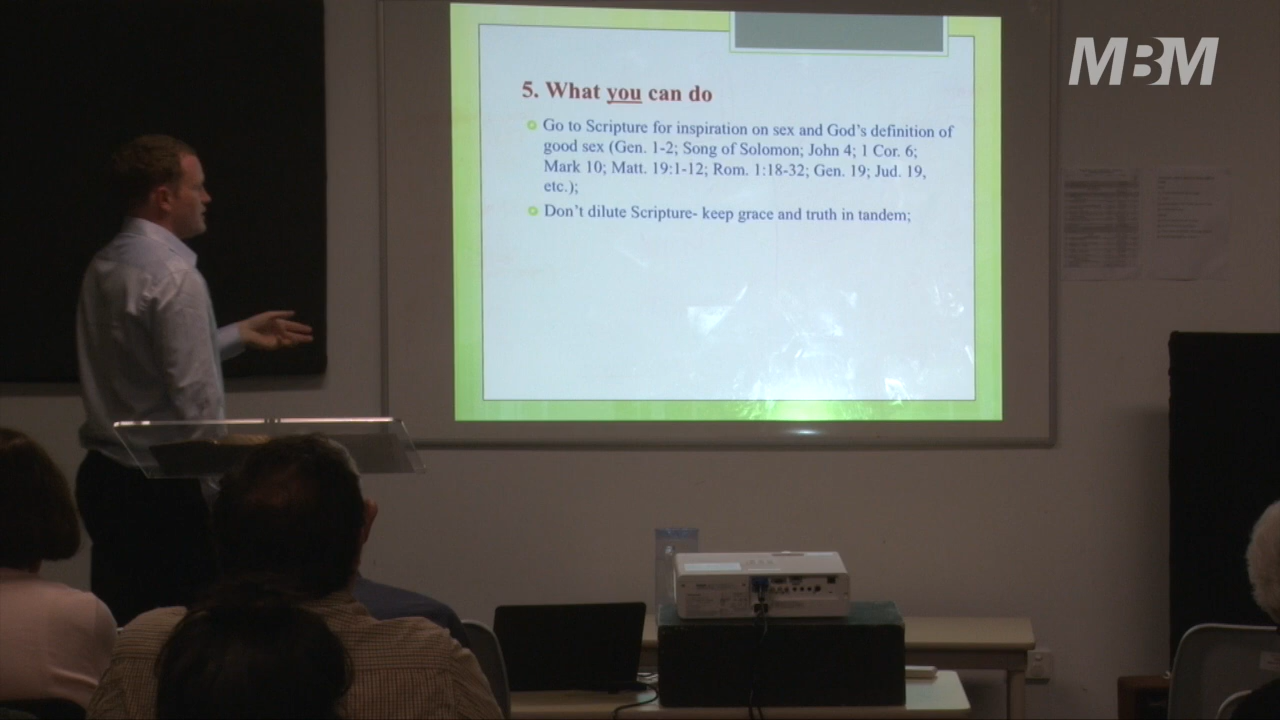 MBM
5. What you can do
Go to Scripture for inspiration on sex and God's definition of
good sex (Gen. 1-2; Song of Solomon; John 4; 1 Cor. 6;
Mark 10; Matt. 19:1-12; Rom. 1:18-32; Gen. 19; Jud. 19,
etc.);
Don't dilute Scripture- keep grace and truth in tandem;